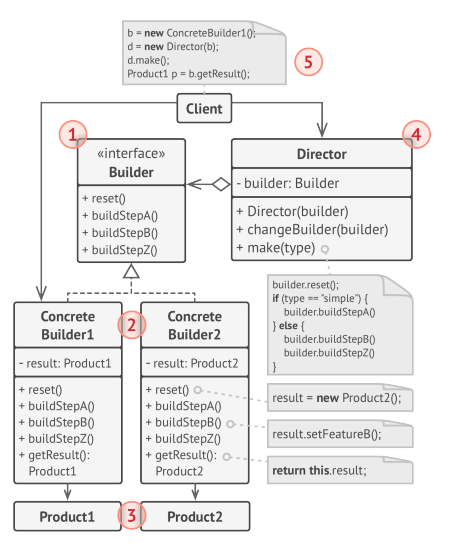 b = new ConcreteBuilder1();
d = new Director(b);
d.make();
Product1 p = b.getResult();
5
Client
1
«interface»
Builder
+ reset()
+ buildStepA()
+ buildStepB()
+ buildStepZ()
4
Director
- builder: Builder
+ Director(builder)
+ changeBuilder(builder)
+ make(type)
builder.reset();
if (type == "simple") {
builder.buildStepA()
} else {
builder.buildStepB()
builder.buildStepZ()
}
Concrete
Builder1
- result: Product1
+ reset()
+ buildStepA()
+ buildStepB()
+ buildStepZ()
+ getResult():
Product1
2
Concrete
Builder2
- result: Product2
+ reset()
+ buildStepA()
+ buildStepB()
+ buildStepZ()
+ getResult():
Product2
result = new Product2();
result.setFeatureB();
return this.result;
Product1
3
Product2